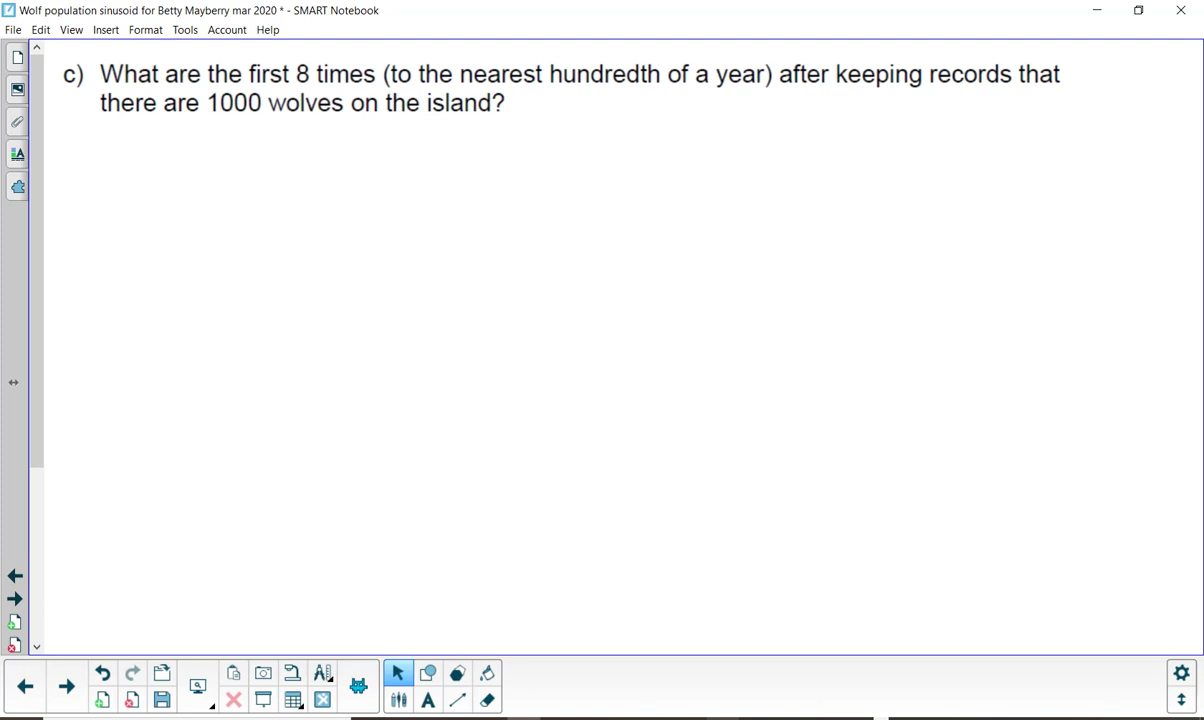 Wolf population sinusoid for Betty Mayberry mar 2020 * - SMART Notebook
File Edit View Insert Format Tools Account Help
c) What are the first 8 times (to the nearest hundredth of a year) after keeping records that
there are 1000 wolves on the island?